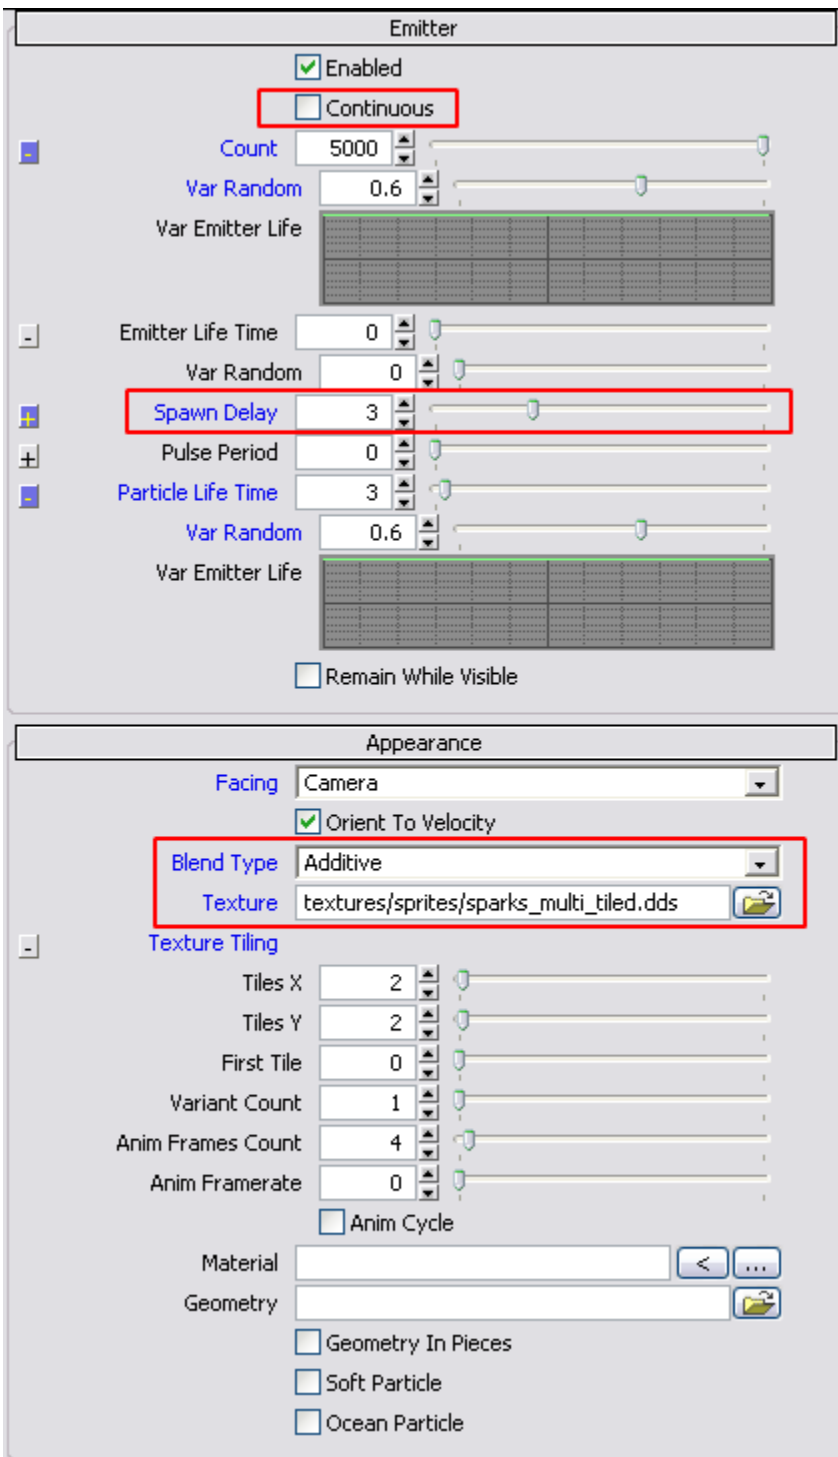 Emitter
Enabled
Continuous
Count 5000
Var Random 0.6
Var Emitter Life
Emitter Life Time 0
Var Random 0
Spawn Delay 3
Pulse Period 0
Particle Life Time 3
Var Random 0.6
Var Emitter Life
Remain While Visible
Appearance
Facing Camera
Orient To Velocity
Blend Type Additive
Texture textures/sprites/sparks_multi_tiled.dds
Texture Tiling
Tiles X 2
Tiles Y 2
First Tile 0
Variant Count 1
Anim Frames Count 4
Anim Framerate 0
Anim Cycle
Material < ...
Geometry
Geometry In Pieces
Soft Particle
Ocean Particle